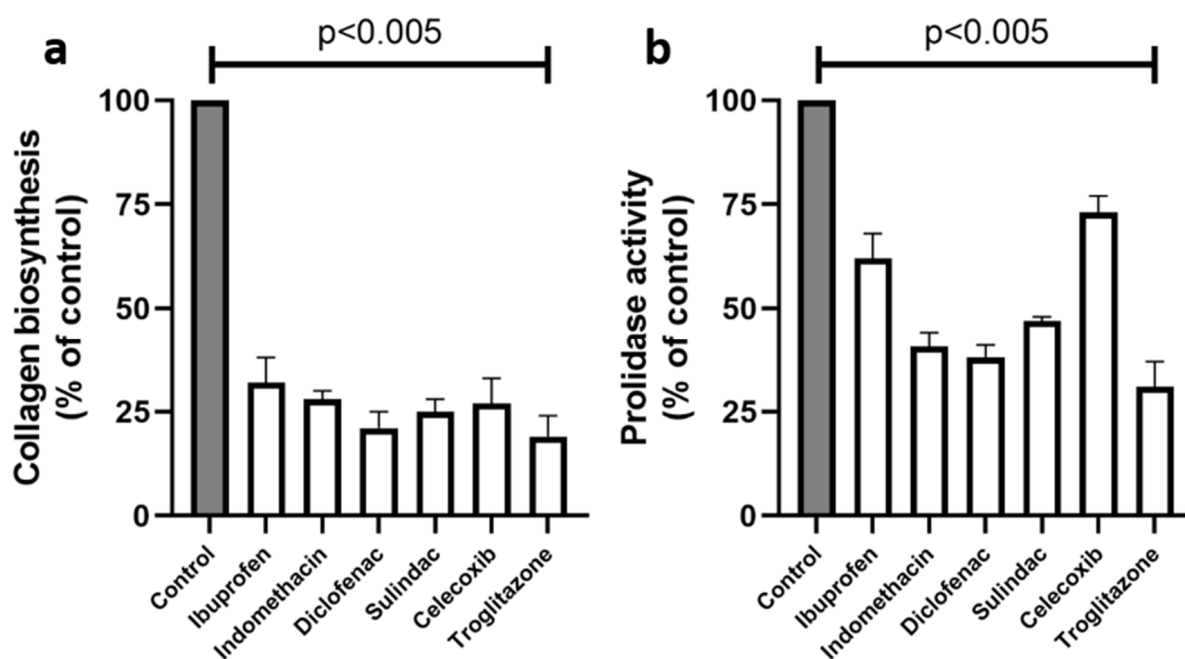 a
p<0.005
Collagen biosynthesis
(% of control)
100
75
50
25
0
Control
Ibuprofen
Indomethacin
Diclofenac
Sulindac
Celecoxib
Troglitazone
b
p<0.005
Prolidase activity
(% of control)
100
75
50
25
0
Control
Ibuprofen
Indomethacin
Diclofenac
Sulindac
Celecoxib
Troglitazone